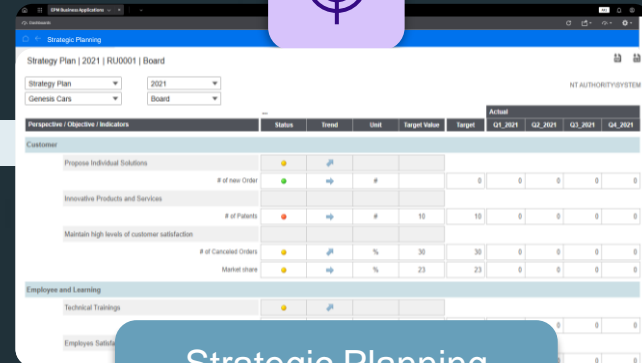 EPM Business Applications
Dashboards
Strategic Planning
Strategy Plan | 2021 | RU0001 | Board
Strategy Plan 2021
NT AUTHORITY\SYSTEM
Genesis Cars Board
Actual
Perspective / Objective / Indicators Status Trend Unit Target Value Target Q1_2021 Q2_2021 Q3_2021 Q4_2021
Customer
Propose Individual Solutions
# of new Order # 0 0 0 0 0
Innovative Products and Services
# of Patents # 10 10 0 0 0 0
Maintain high levels of customer satisfaction
# of Canceled Orders % 30 30 0 0 0 0
Market share % 23 23 0 0 0 0
Employee and Learning
Technical Trainings
0 0
Employee
0 0
Strategic Planning